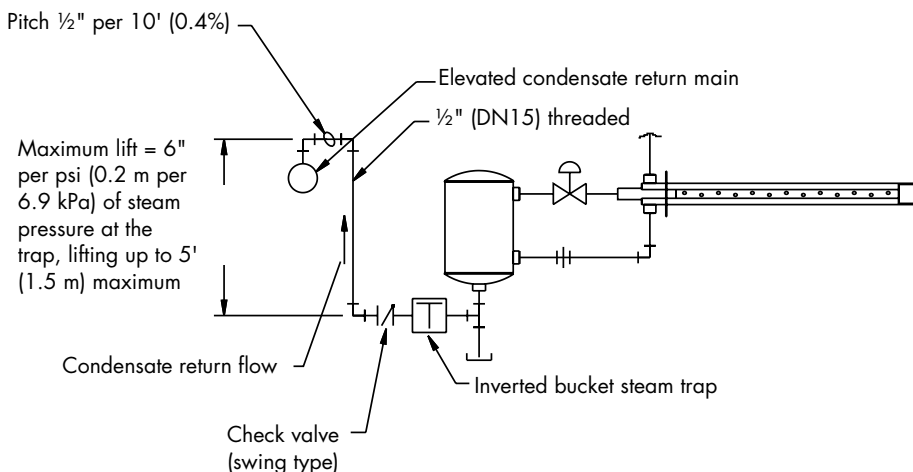 Pitch ½" per 10' (0.4%)
Elevated condensate return main
½" (DN15) threaded
Maximum lift = 6"
per psi (0.2 m per
6.9 kPa) of steam
pressure at the
trap, lifting up to 5'
(1.5 m) maximum
Condensate return flow
Inverted bucket steam trap
Check valve
(swing type)